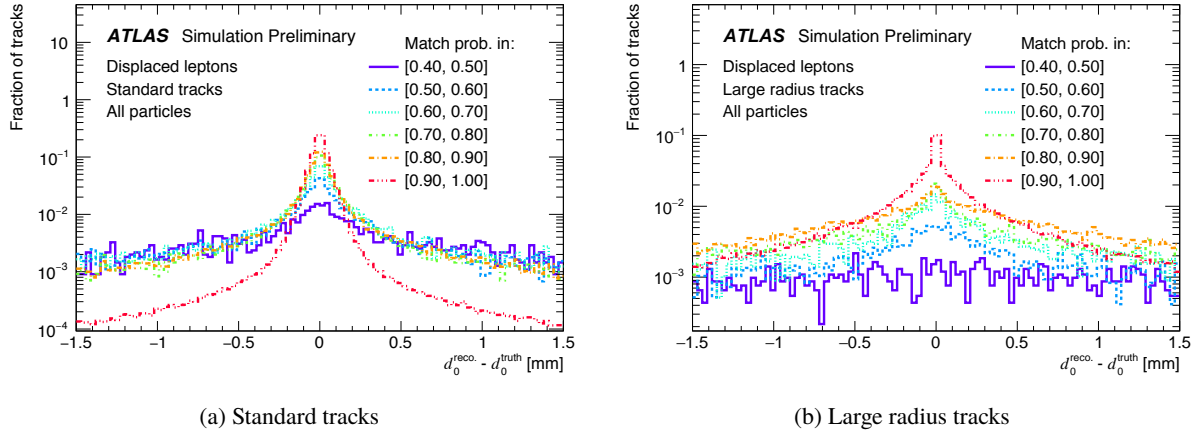 Fraction of tracks
10
1
10⁻¹
10⁻²
10⁻³
10⁻⁴
ATLAS Simulation Preliminary
Displaced leptons
Standard tracks
All particles
Match prob. in:
[0.40, 0.50]
[0.50, 0.60]
[0.60, 0.70]
[0.70, 0.80]
[0.80, 0.90]
[0.90, 1.00]
−1.5 −1 −0.5 0 0.5 1 1.5
d₀^reco. - d₀^truth [mm]
(a) Standard tracks
Fraction of tracks
1
10⁻¹
10⁻²
10⁻³
ATLAS Simulation Preliminary
Displaced leptons
Large radius tracks
All particles
Match prob. in:
[0.40, 0.50]
[0.50, 0.60]
[0.60, 0.70]
[0.70, 0.80]
[0.80, 0.90]
[0.90, 1.00]
−1.5 −1 −0.5 0 0.5 1 1.5
d₀^reco. - d₀^truth [mm]
(b) Large radius tracks